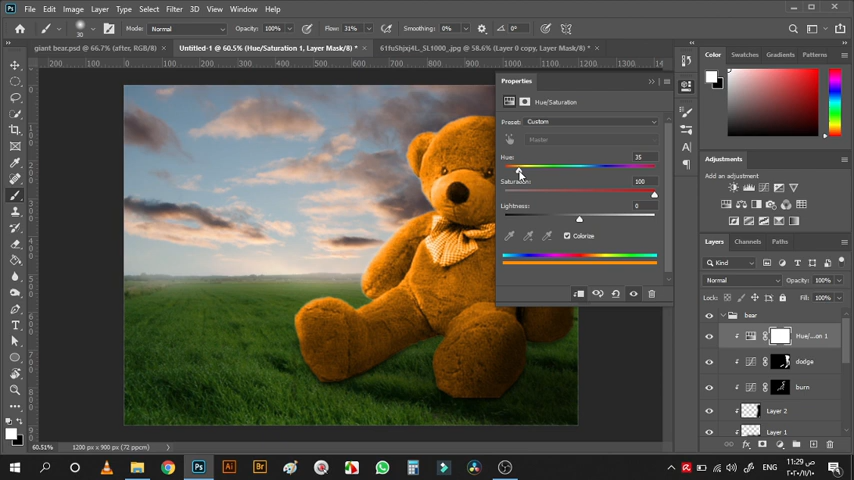 File Edit Image Layer Type Select Filter 3D View Window Help
30 Mode: Normal Opacity: 100% Flow: 31% Smoothing: 0% 0°
giant bear.psd @ 66.7% (after, RGB/8) × Untitled-1 @ 60.5% (Hue/Saturation 1, Layer Mask/8) * × 61fuShjxj4L_SL1000_.jpg @ 58.6% (Layer 0 copy, Layer Mask/8) * ×
Properties
Hue/Saturation
Preset: Custom
Master
Hue: 35
Saturation: 100
Lightness: 0
Colorize
Color Swatches Gradients Patterns
Adjustments
Add an adjustment
Layers Channels Paths
Kind
Normal Opacity: 100%
Lock: Fill: 100%
bear
Hue/...on 1
dodge
burn
Layer 2
Layer 1
60.51% 1200 px x 900 px (72 ppcm)
ENG 11:29 ص